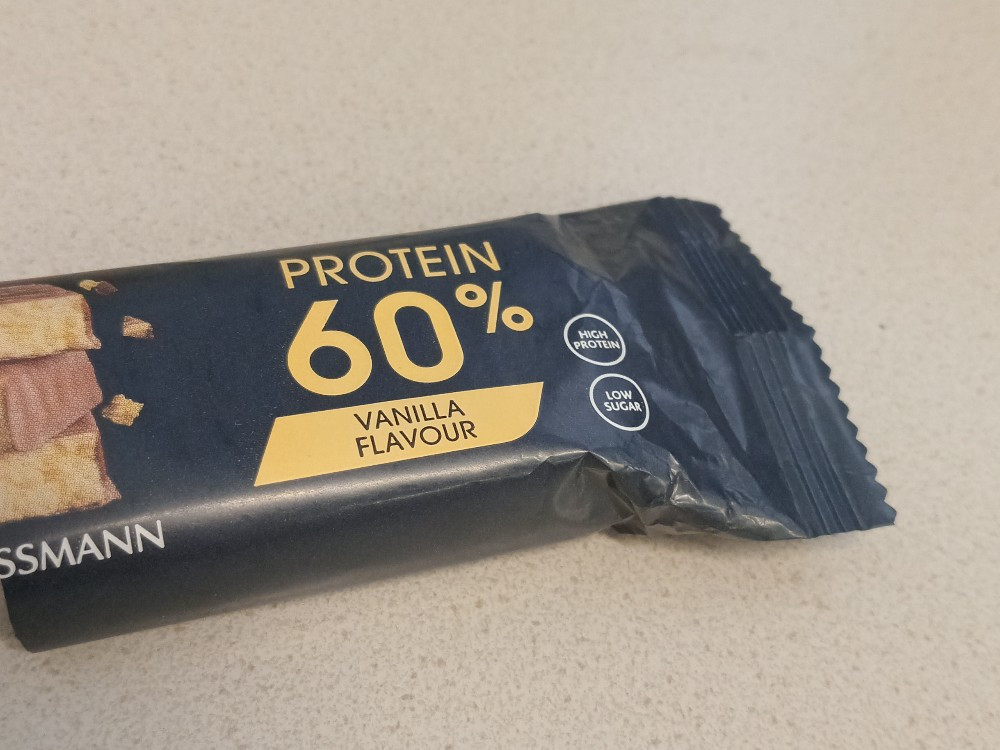 PROTEIN
60%
VANILLA
FLAVOUR
HIGH
PROTEIN
LOW
SUGAR
SSMANN